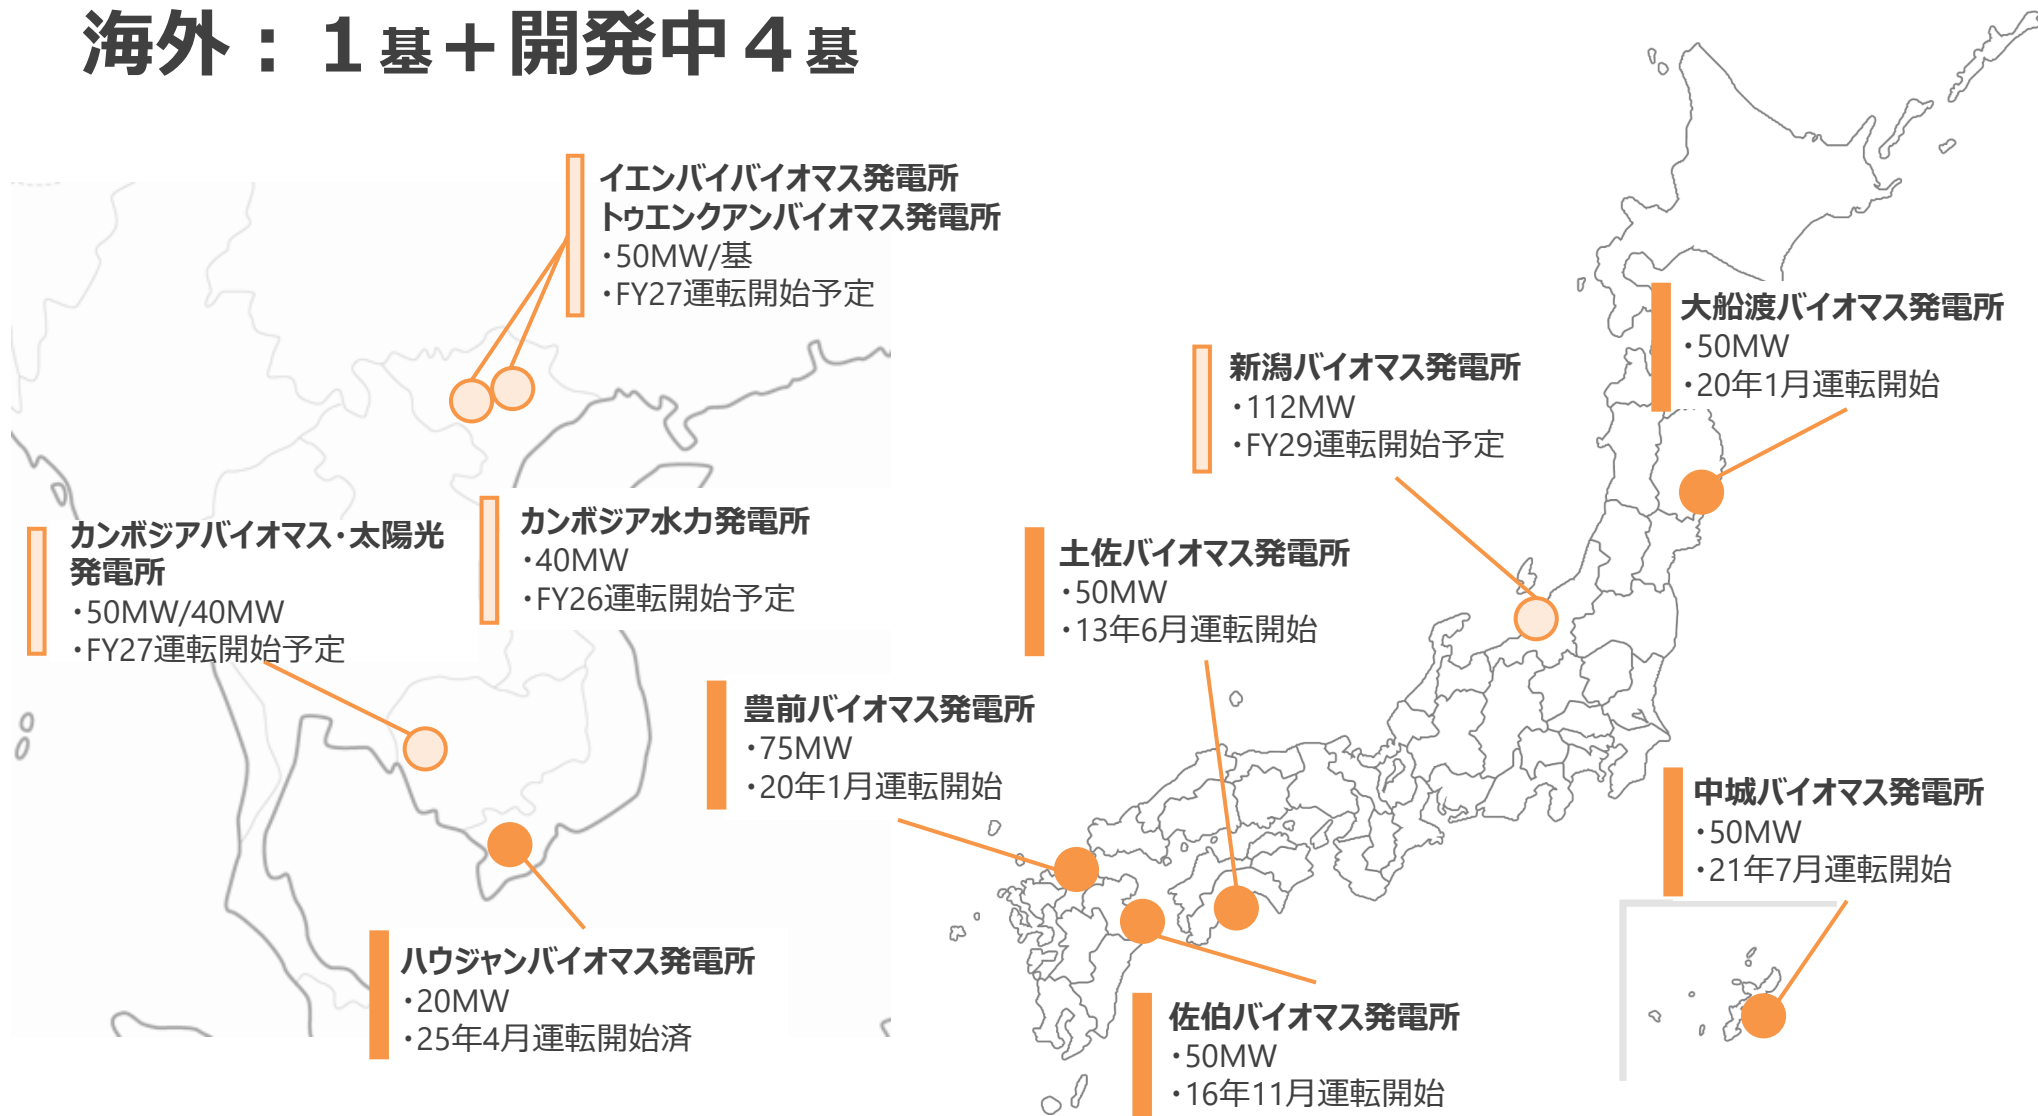 海外：１基＋開発中４基
イエンバイバイオマス発電所
トゥエンクアンバイオマス発電所
・50MW/基
・FY27運転開始予定
カンボジアバイオマス・太陽光
発電所
・50MW/40MW
・FY27運転開始予定
カンボジア水力発電所
・40MW
・FY26運転開始予定
ハウジャンバイオマス発電所
・20MW
・25年4月運転開始済
豊前バイオマス発電所
・75MW
・20年1月運転開始
土佐バイオマス発電所
・50MW
・13年6月運転開始
新潟バイオマス発電所
・112MW
・FY29運転開始予定
大船渡バイオマス発電所
・50MW
・20年1月運転開始
中城バイオマス発電所
・50MW
・21年7月運転開始
佐伯バイオマス発電所
・50MW
・16年11月運転開始